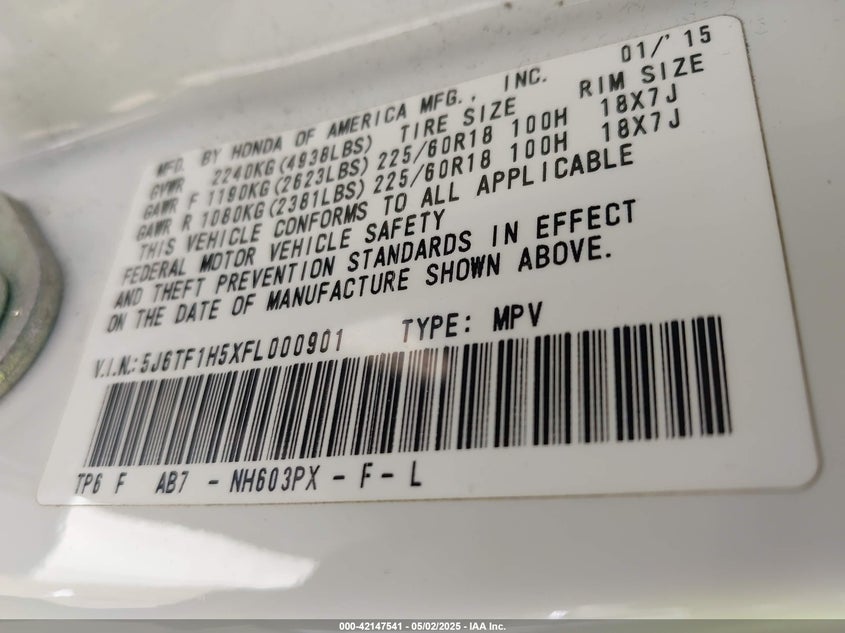 MFD. BY HONDA OF AMERICA MFG., INC. 01/'15
GVWR 2240KG(4938LBS) TIRE SIZE RIM SIZE
GAWR F 1190KG(2623LBS) 225/60R18 100H 18X7J
GAWR R 1080KG(2381LBS) 225/60R18 100H 18X7J
THIS VEHICLE CONFORMS TO ALL APPLICABLE
FEDERAL MOTOR VEHICLE SAFETY
AND THEFT PREVENTION STANDARDS IN EFFECT
ON THE DATE OF MANUFACTURE SHOWN ABOVE.
V.I.N.: 5J6TF1H5XFL000901 TYPE: MPV
TP6 F AB7 - NH603PX - F - L
000-42147541 - 05/02/2025 - IAA Inc.